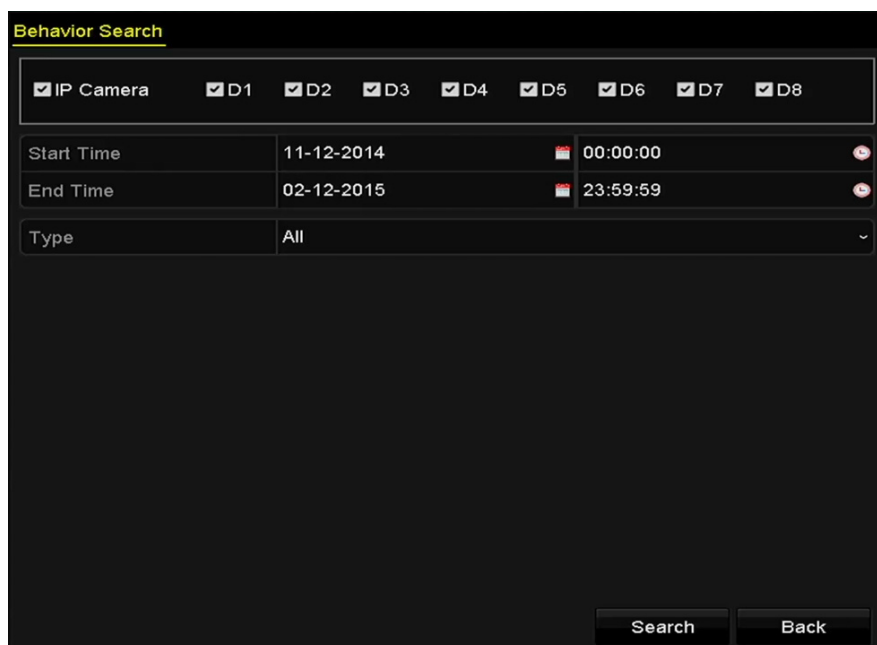 Behavior Search
IP Camera D1 D2 D3 D4 D5 D6 D7 D8
Start Time 11-12-2014 00:00:00
End Time 02-12-2015 23:59:59
Type All
Search Back